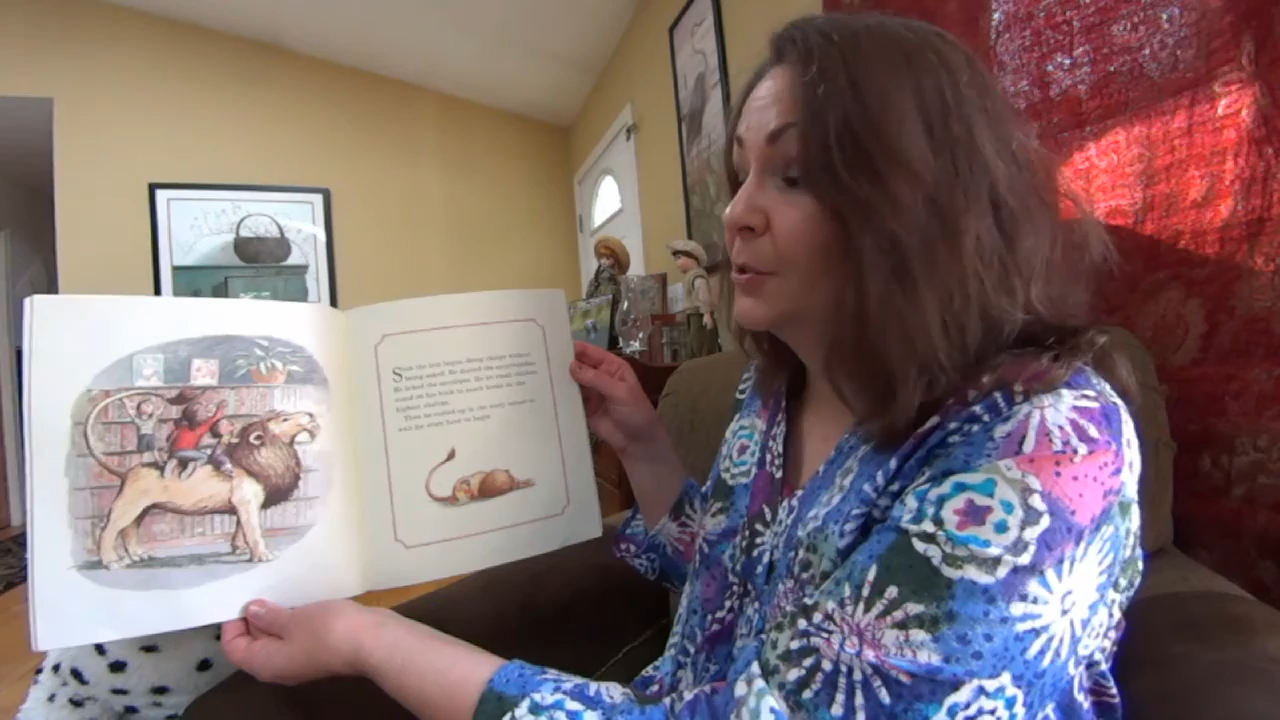 Soon the lion began doing things without
being asked. He dusted the encyclopedias.
He licked the envelopes. He let small children
stand on his back to reach books on the
highest shelves.
Then he curled up in the story corner to
wait for story hour to begin.